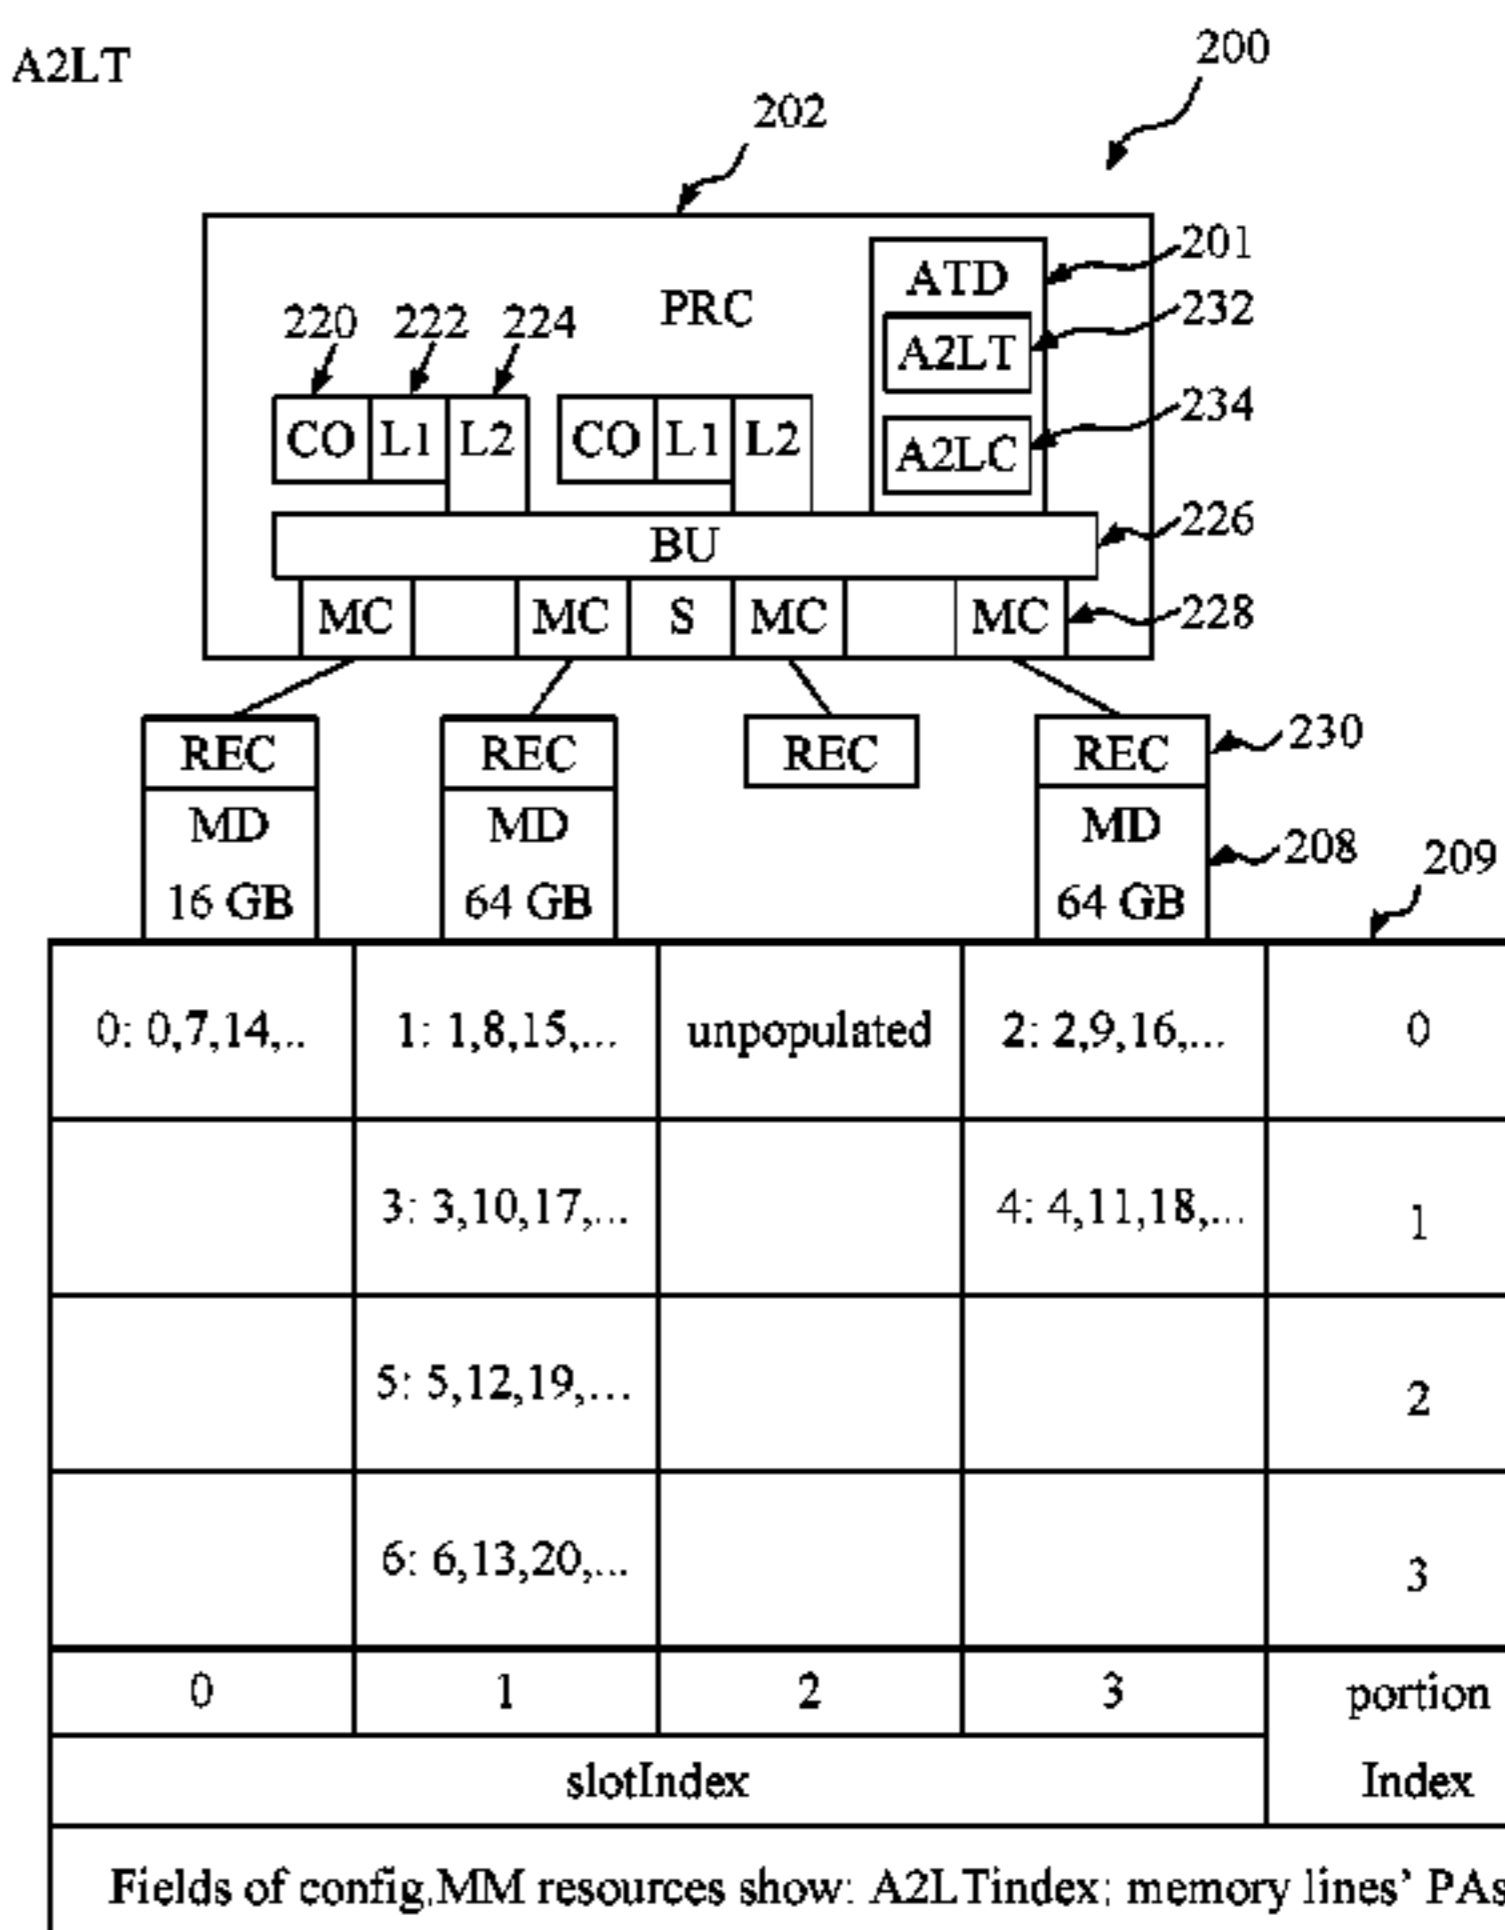 A2LT
200
202
201
ATD
PRC
232
220 222 224
A2LT
234
CO L1 L2 CO L1 L2
A2LC
BU
226
MC MC S MC MC
228
REC REC REC REC
230
MD MD MD
208
16 GB 64 GB 64 GB
209
0: 0,7,14,.. 1: 1,8,15,... unpopulated 2: 2,9,16,... 0
3: 3,10,17,... 4: 4,11,18,... 1
5: 5,12,19,... 2
6: 6,13,20,... 3
0 1 2 3 portion
slotIndex Index
Fields of config.MM resources show: A2LTindex: memory lines' PAs